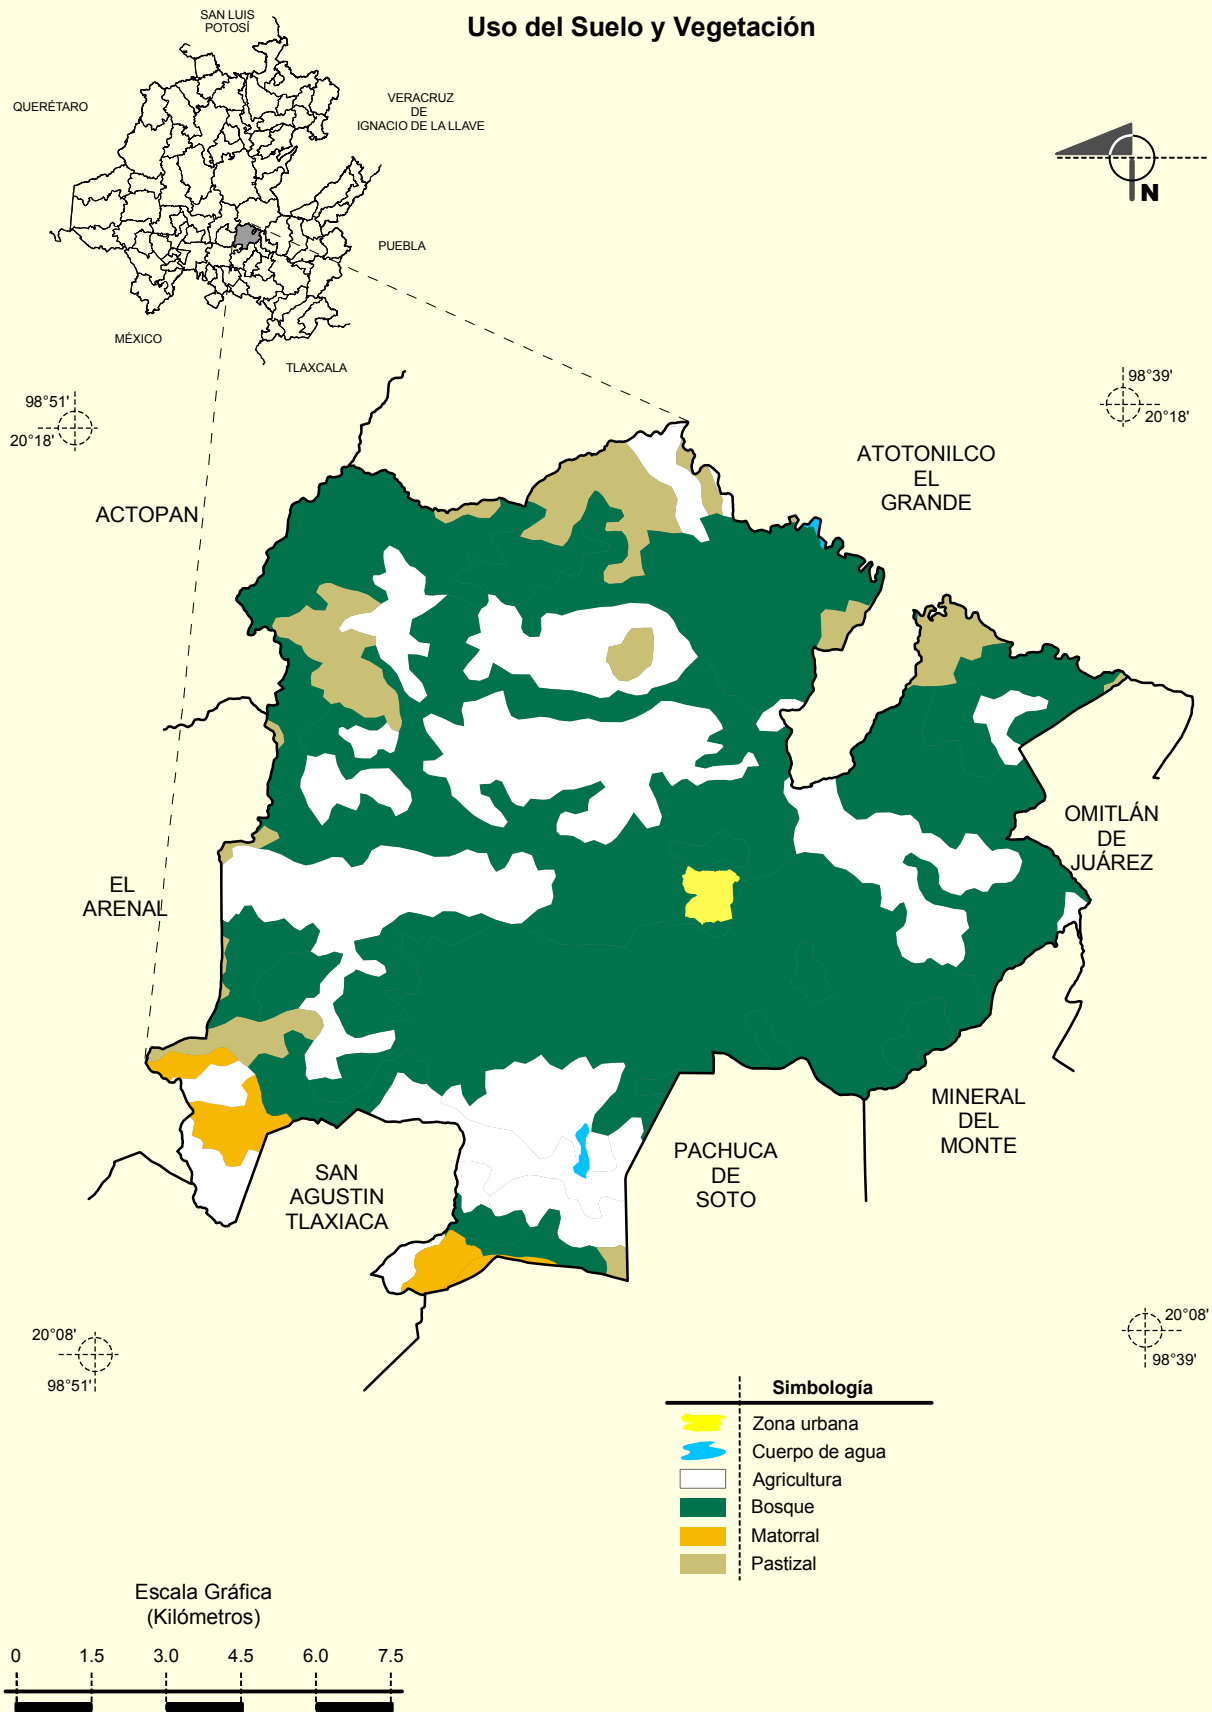 Uso del Suelo y Vegetación
SAN LUIS
POTOSÍ
QUERÉTARO
VERACRUZ
DE
IGNACIO DE LA LLAVE
PUEBLA
MÉXICO
TLAXCALA
N
98°51'
20°18'
98°39'
20°18'
ACTOPAN
ATOTONILCO
EL
GRANDE
OMITLÁN
DE
JUÁREZ
EL
ARENAL
MINERAL
DEL
MONTE
PACHUCA
DE
SOTO
SAN
AGUSTIN
TLAXIACA
20°08'
98°51'
20°08'
98°39'
Simbología
Zona urbana
Cuerpo de agua
Agricultura
Bosque
Matorral
Pastizal
Escala Gráfica
(Kilómetros)
0 1.5 3.0 4.5 6.0 7.5